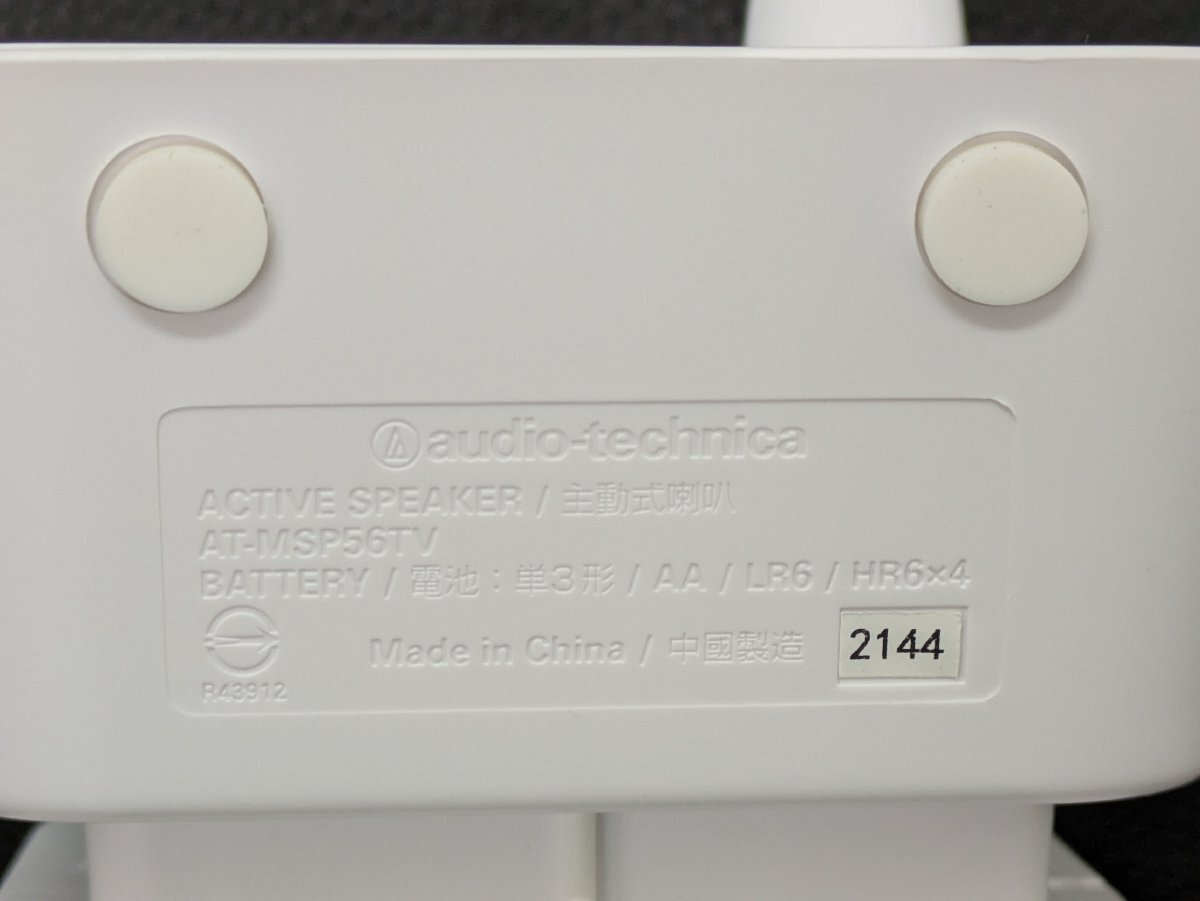 audio-technica
ACTIVE SPEAKER / 主動式喇叭
AT-MSP56TV
BATTERY / 電池：単3形 / AA / LR6 / HR6×4
Made in China / 中國製造
2144
R43912